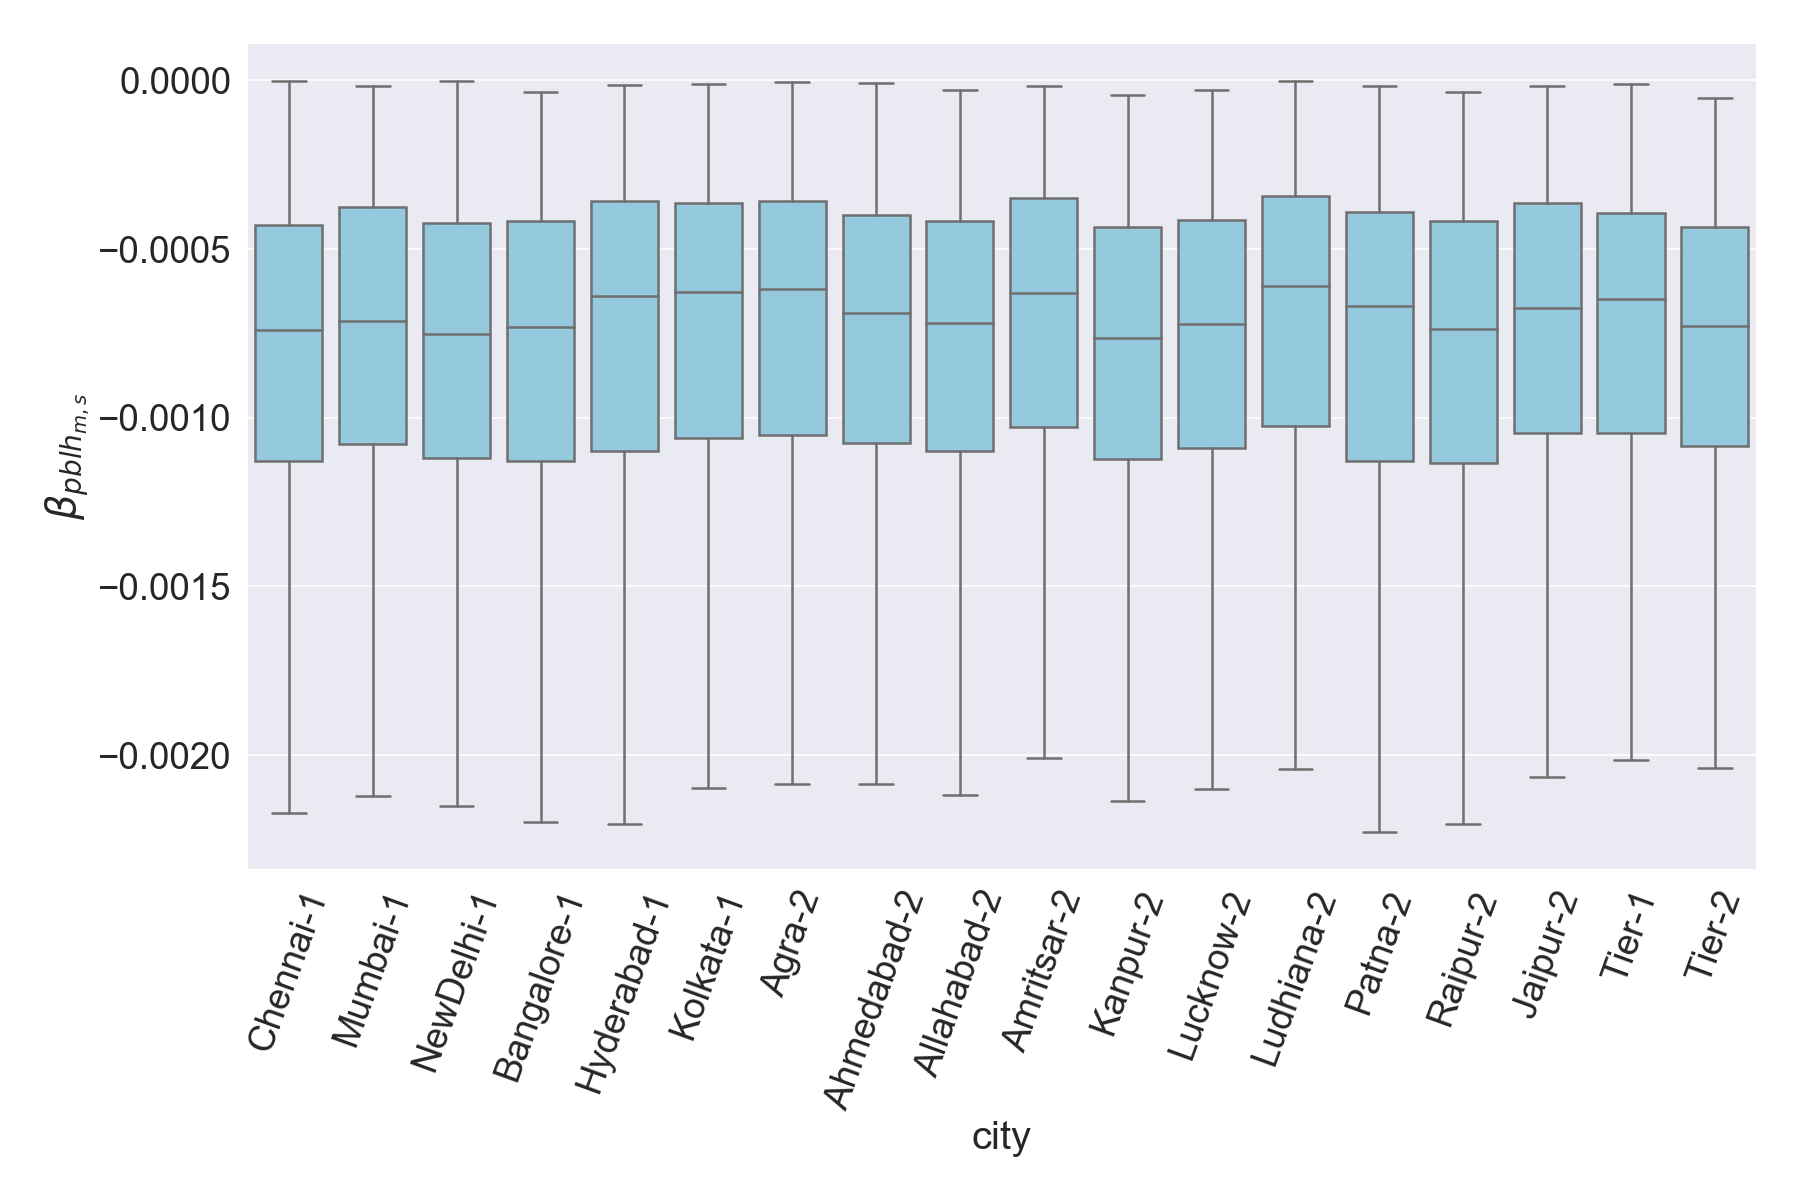 0.0000
−0.0005
−0.0010
−0.0015
−0.0020
βpblhm,s
Chennai-1
Mumbai-1
NewDelhi-1
Bangalore-1
Hyderabad-1
Kolkata-1
Agra-2
Ahmedabad-2
Allahabad-2
Amritsar-2
Kanpur-2
Lucknow-2
Ludhiana-2
Patna-2
Raipur-2
Jaipur-2
Tier-1
Tier-2
city